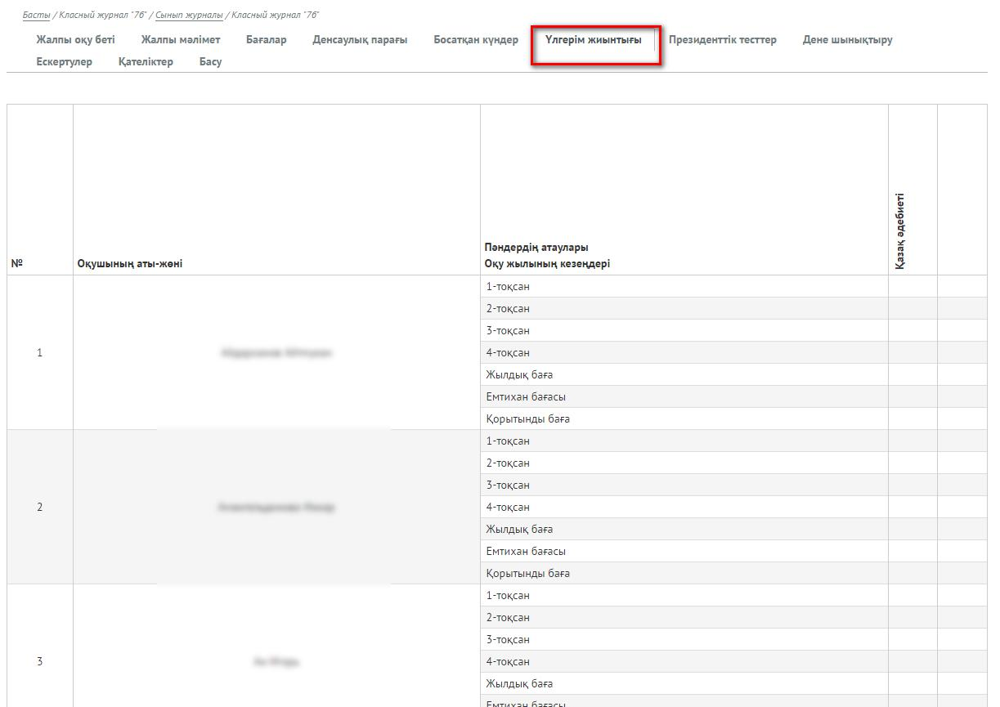 Басты / Класный журнал "7б" / Сынып журналы / Класный журнал "7б"
Жалпы оқу беті Жалпы мәлімет Бағалар Денсаулық парағы Босатқан күндер Үлгерім жиынтығы Президенттік тесттер Дене шынықтыру
Ескертулер Қателіктер Басу
№ Оқушының аты-жөні Пәндердің атаулары
Оқу жылының кезеңдері
Қазақ әдебиеті
1
1-тоқсан
2-тоқсан
3-тоқсан
4-тоқсан
Жылдық баға
Емтихан бағасы
Қорытынды баға
2
1-тоқсан
2-тоқсан
3-тоқсан
4-тоқсан
Жылдық баға
Емтихан бағасы
Қорытынды баға
3
1-тоқсан
2-тоқсан
3-тоқсан
4-тоқсан
Жылдық баға
Емтихан бағасы